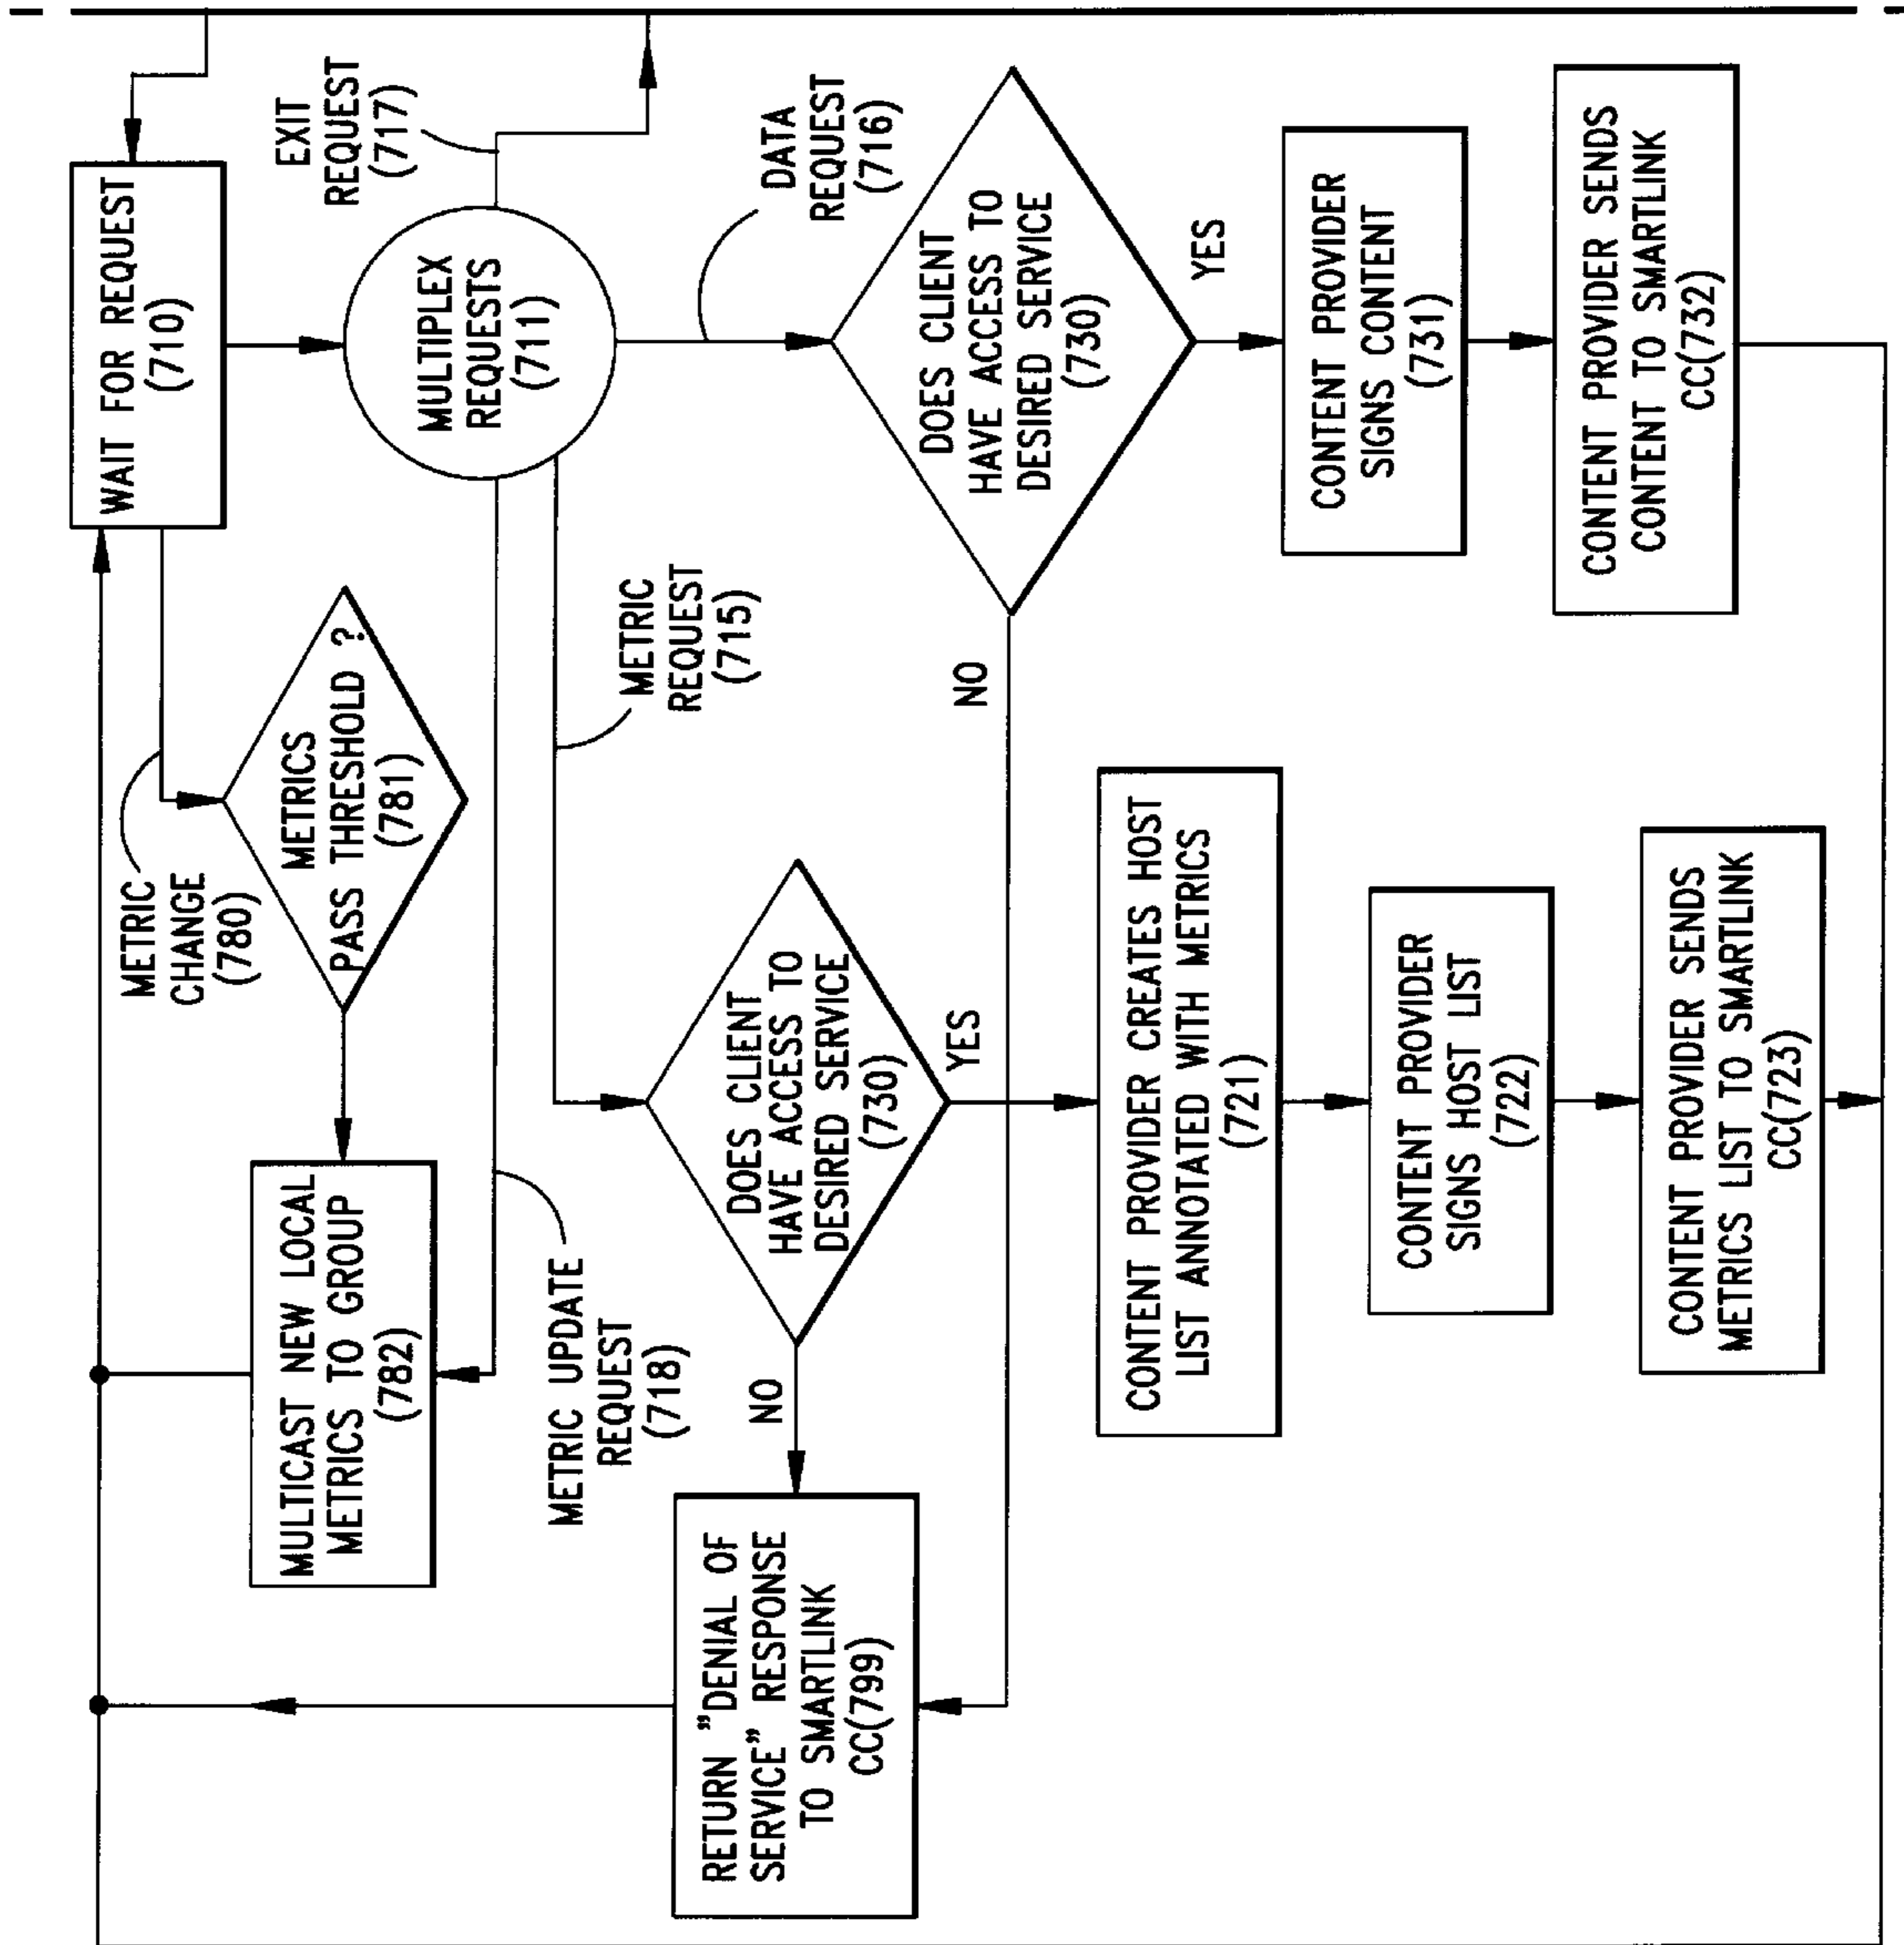 WAIT FOR REQUEST
(710)
EXIT
REQUEST
(717)
METRIC
CHANGE
(780)
METRICS
PASS THRESHOLD ?
(781)
MULTICAST NEW LOCAL
METRICS TO GROUP
(782)
MULTIPLEX
REQUESTS
(711)
METRIC UPDATE
REQUEST
(718)
METRIC
REQUEST
(715)
DATA
REQUEST
(716)
RETURN "DENIAL OF
SERVICE" RESPONSE
TO SMARTLINK
CC(799)
NO
DOES CLIENT
HAVE ACCESS TO
DESIRED SERVICE
(730)
YES
NO
DOES CLIENT
HAVE ACCESS TO
DESIRED SERVICE
(730)
YES
CONTENT PROVIDER CREATES HOST
LIST ANNOTATED WITH METRICS
(721)
CONTENT PROVIDER
SIGNS HOST LIST
(722)
CONTENT PROVIDER SENDS
METRICS LIST TO SMARTLINK
CC(723)
CONTENT PROVIDER
SIGNS CONTENT
(731)
CONTENT PROVIDER SENDS
CONTENT TO SMARTLINK
CC(732)